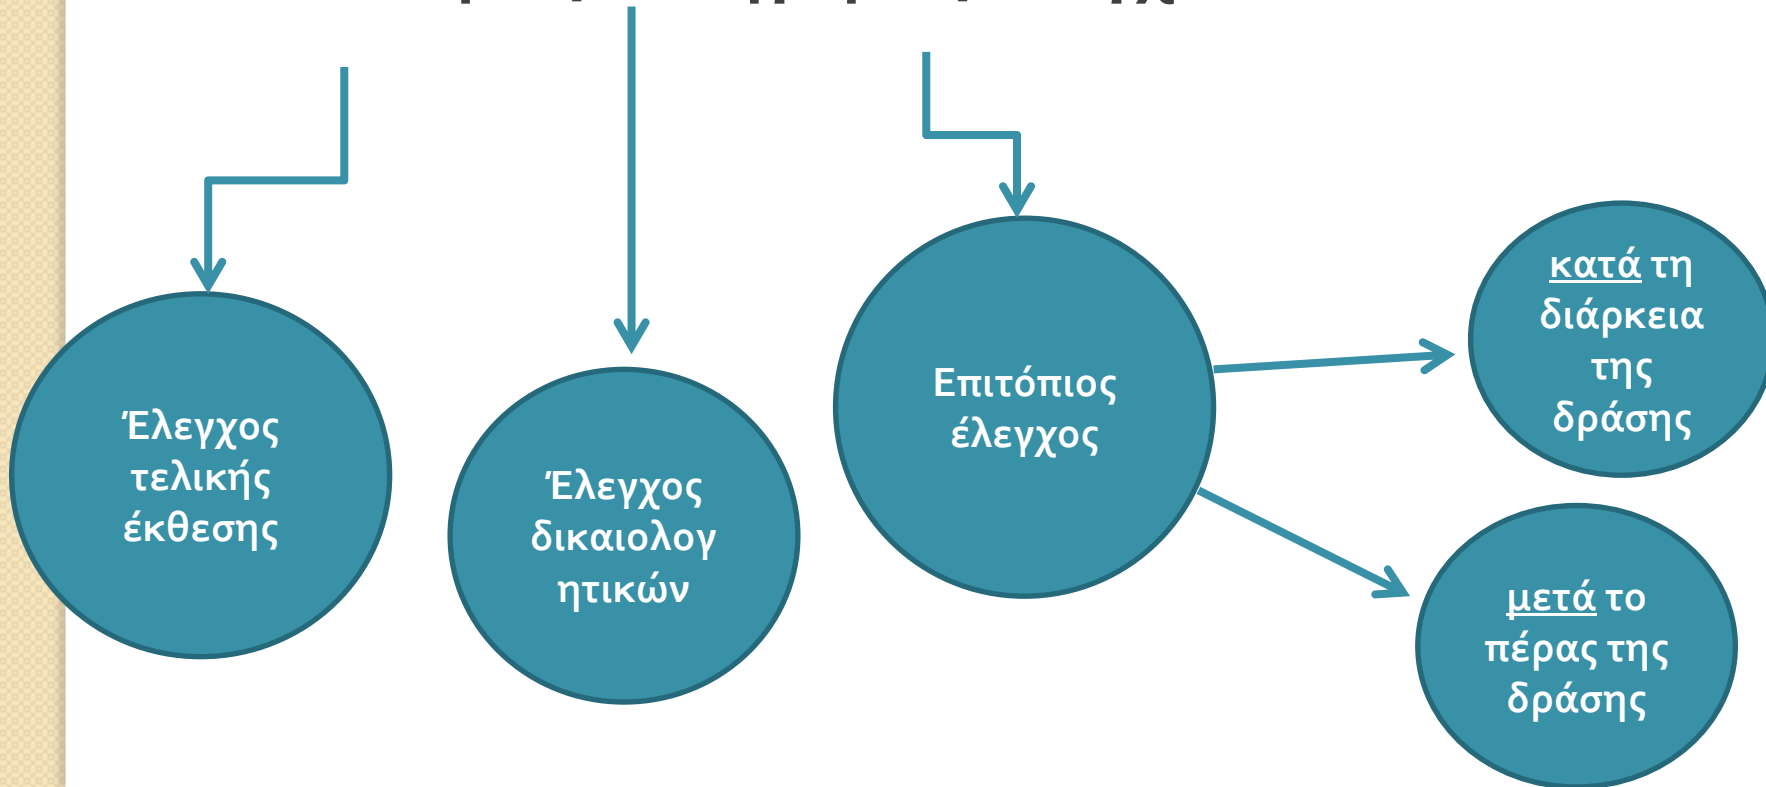 Έλεγχος
τελικής
έκθεσης
Έλεγχος
δικαιολογ
ητικών
Επιτόπιος
έλεγχος
κατά τη
διάρκεια
της
δράσης
μετά το
πέρας της
δράσης